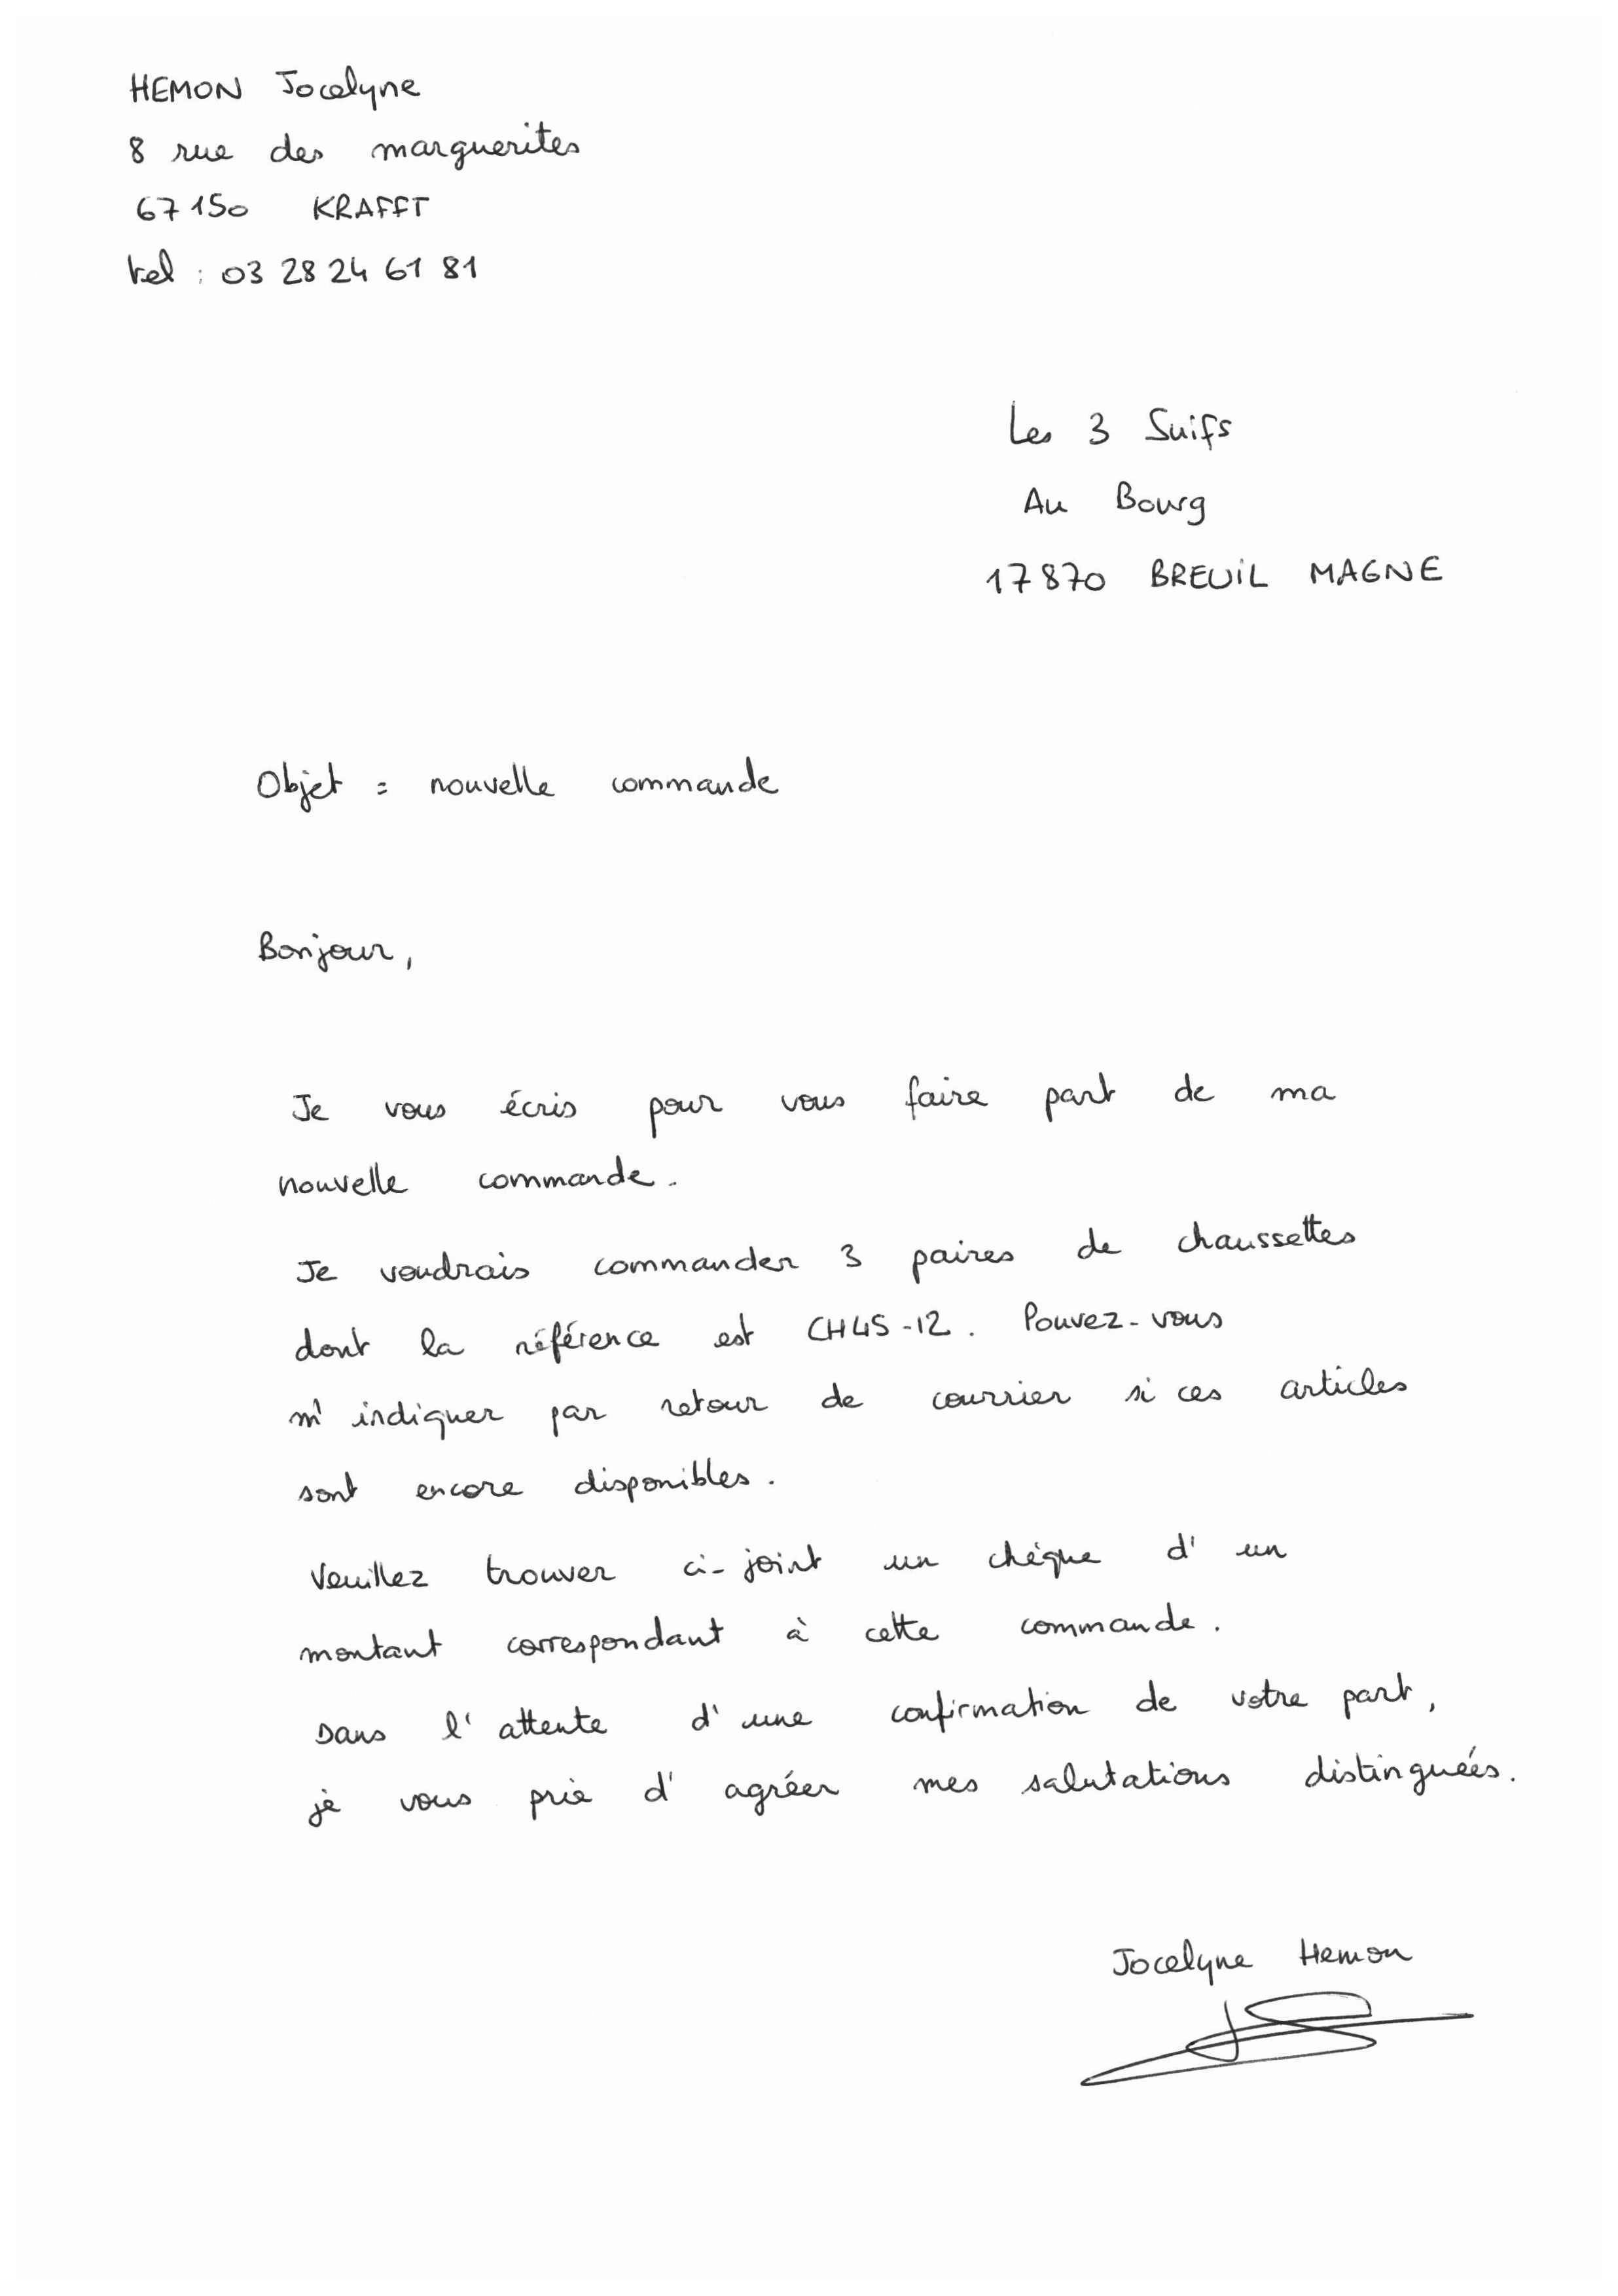 HEMON Jocelyne
8 rue des marguerites
67150 KRAFFT
tel : 03 28 24 61 81
Les 3 Suifs
Au Bourg
17870 BREUIL MAGNE
Objet : nouvelle commande
Bonjour,
Je vous écris pour vous faire part de ma
nouvelle commande.
Je voudrais commander 3 paires de chaussettes
dont la référence est CH45-12. Pouvez-vous
m'indiquer par retour de courrier si ces articles
sont encore disponibles.
Veuillez trouver ci-joint un chèque d'un
montant correspondant à cette commande.
Dans l'attente d'une confirmation de votre part,
je vous prie d'agréer mes salutations distinguées.
Jocelyne Hemon